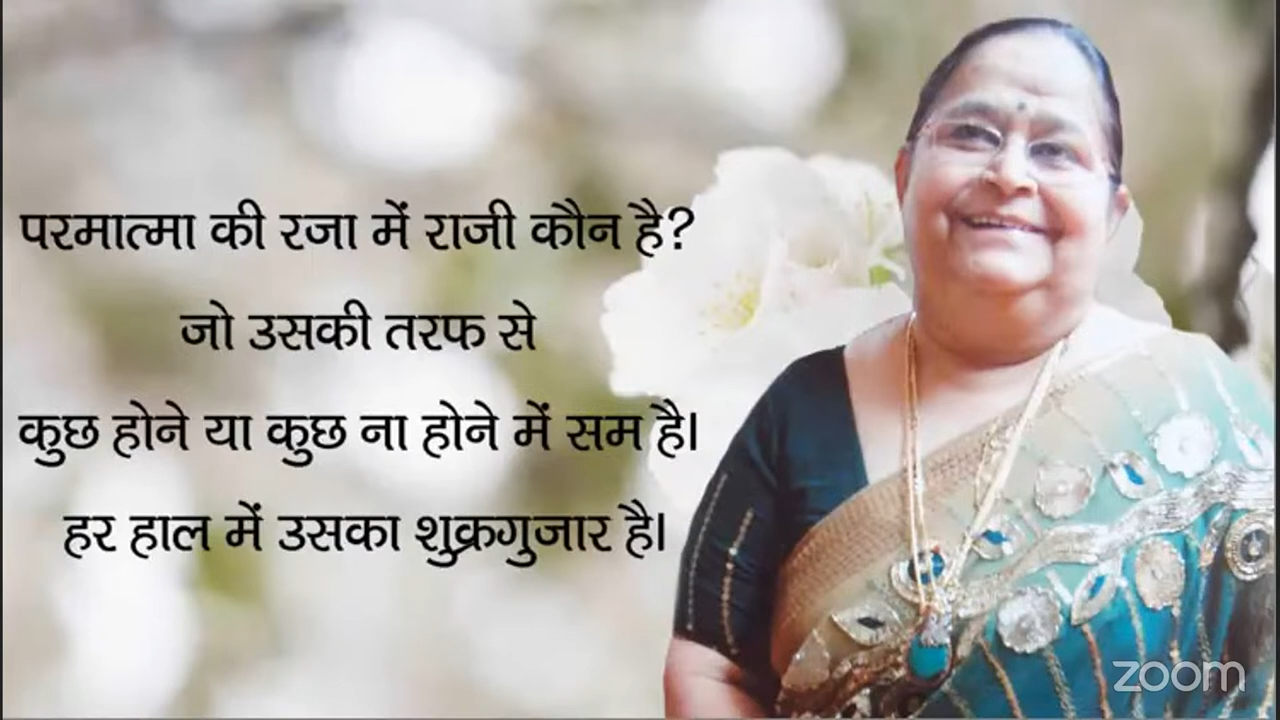 परमात्मा की रजा में राजी कौन है?
जो उसकी तरफ से
कुछ होने या कुछ ना होने में सम है।
हर हाल में उसका शुक्रगुजार है।
zoom